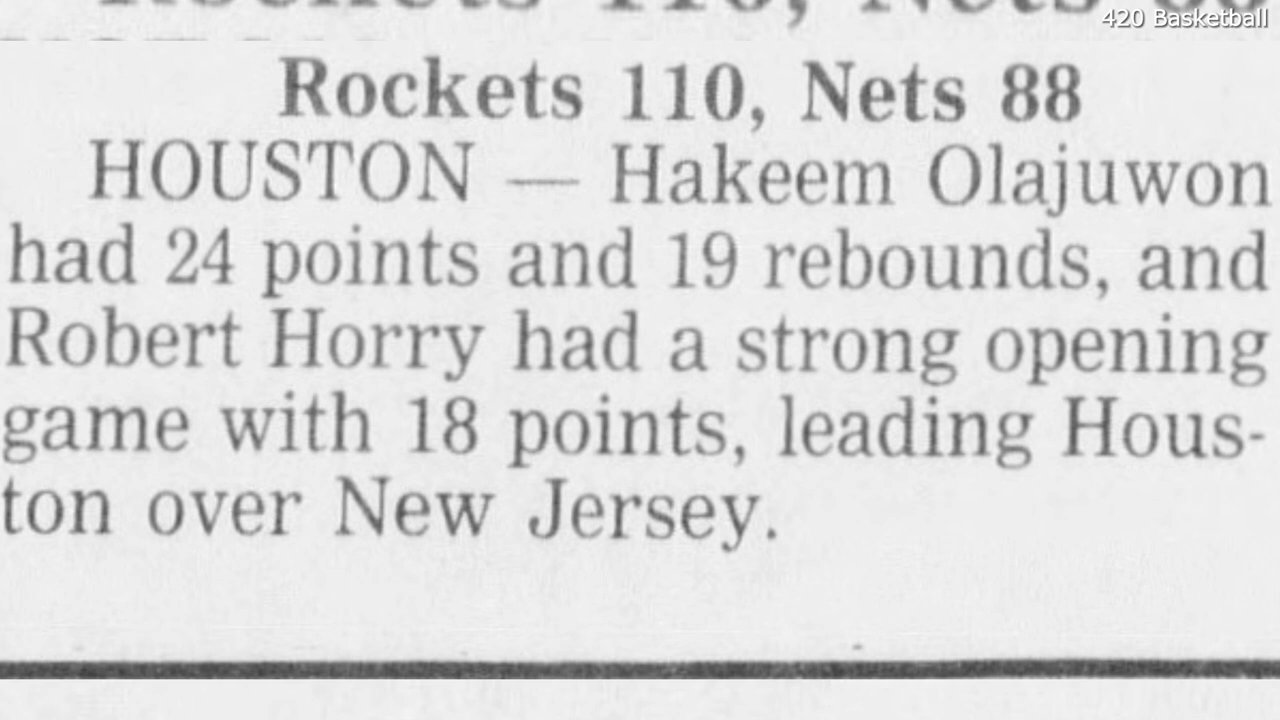 420 Basketball
Rockets 110, Nets 88
HOUSTON — Hakeem Olajuwon
had 24 points and 19 rebounds, and
Robert Horry had a strong opening
game with 18 points, leading Hous-
ton over New Jersey.